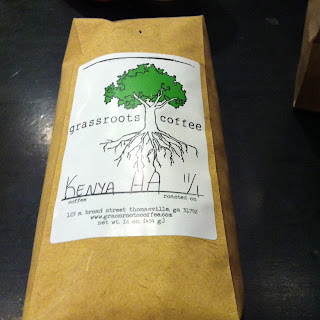 grassroots coffee
KENYA AA 11/1
coffee roasted on
123 s. broad street thomasville, ga 31792
www.grassrootscoffee.com
net wt. 16 oz. (454 g.)